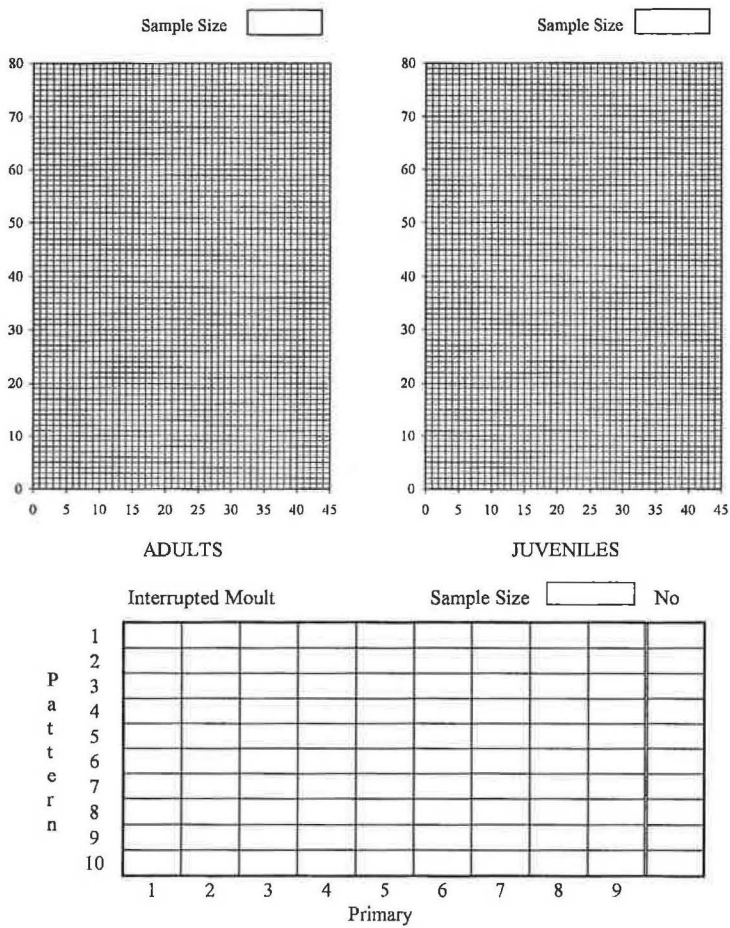 Sample Size
Sample Size
80 80
70 70
60 60
50 50
40 40
30 30
20 20
10 10
0 0
0 5 10 15 20 25 30 35 40 45 0 5 10 15 20 25 30 35 40 45
ADULTS JUVENILES
Interrupted Moult Sample Size No
Pattern
1
2
3
4
5
6
7
8
9
10
1 2 3 4 5 6 7 8 9
Primary